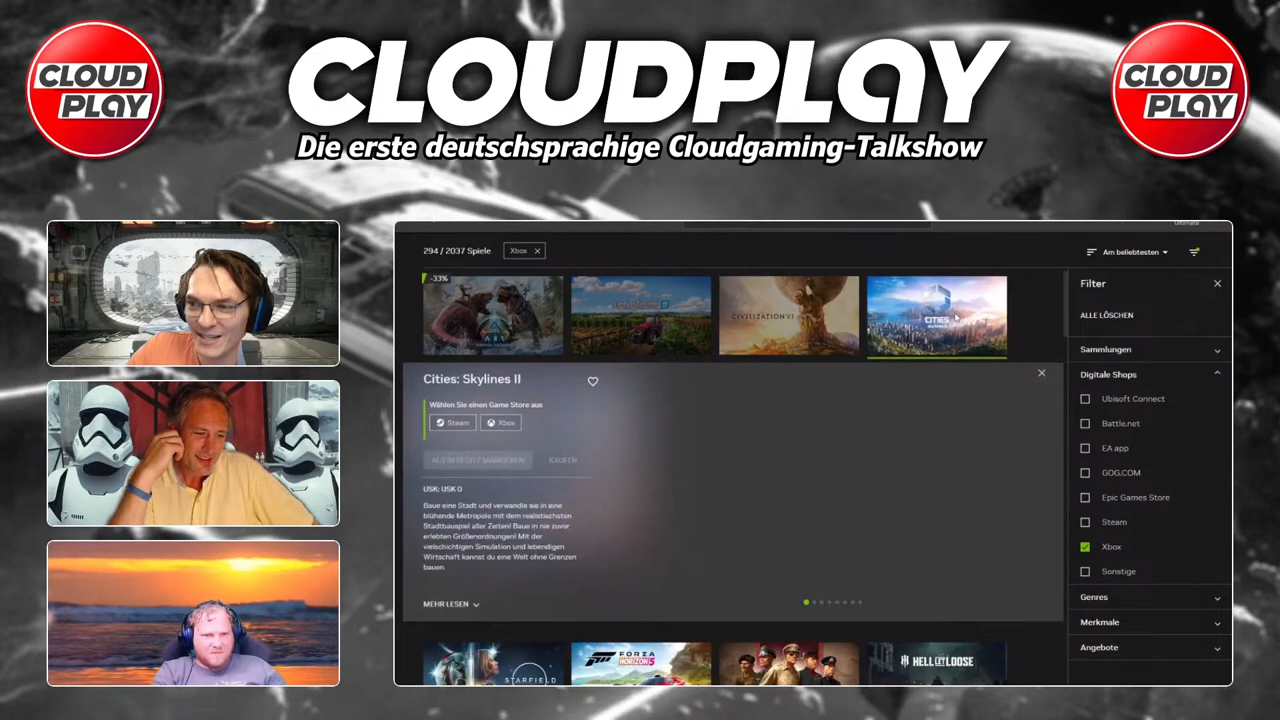 CLOUD
PLAY
CLOUDPLAY
Die erste deutschsprachige Cloudgaming-Talkshow
CLOUD
PLAY
Ultimate
294 / 2037 Spiele
Xbox
Am beliebtesten
-33%
ARK
CIVILIZATION VI
CITIES
Filter
ALLE LÖSCHEN
Sammlungen
Digitale Shops
Ubisoft Connect
Battle.net
EA app
GOG.COM
Epic Games Store
Steam
Xbox
Sonstige
Genres
Merkmale
Angebote
Cities: Skylines II
Wählen Sie einen Game Store aus
Steam
Xbox
KAUFEN
USK: USK 0
Baue eine Stadt und verwandle sie in eine
blühende Metropole mit dem realistischsten
Stadtbauspiel aller Zeiten! Baue in nie zuvor
erlebten Größenordnungen! Mit der
vielschichtigen Simulation und lebendigen
Wirtschaft kannst du eine Welt ohne Grenzen
bauen
MEHR LESEN
STARFIELD
FORZA
HORIZON 5
HELL LET LOOSE